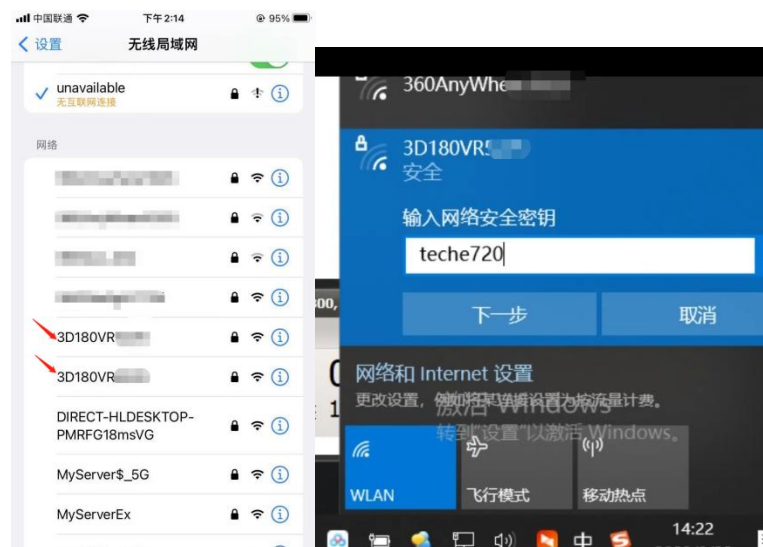 中国联通
下午2:14
95%
设置
无线局域网
unavailable
无互联网连接
网络
3D180VR
3D180VR
DIRECT-HLDESKTOP-
PMRFG18msVG
MyServer$_5G
MyServerEx
360AnyWhe
3D180VR
安全
输入网络安全密钥
teche720
下一步
取消
00,
网络和 Internet 设置
更改设置，例如将某连接设置为按流量计费。
激活 Windows
转到"设置"以激活 Windows。
WLAN
飞行模式
移动热点
中
14:22